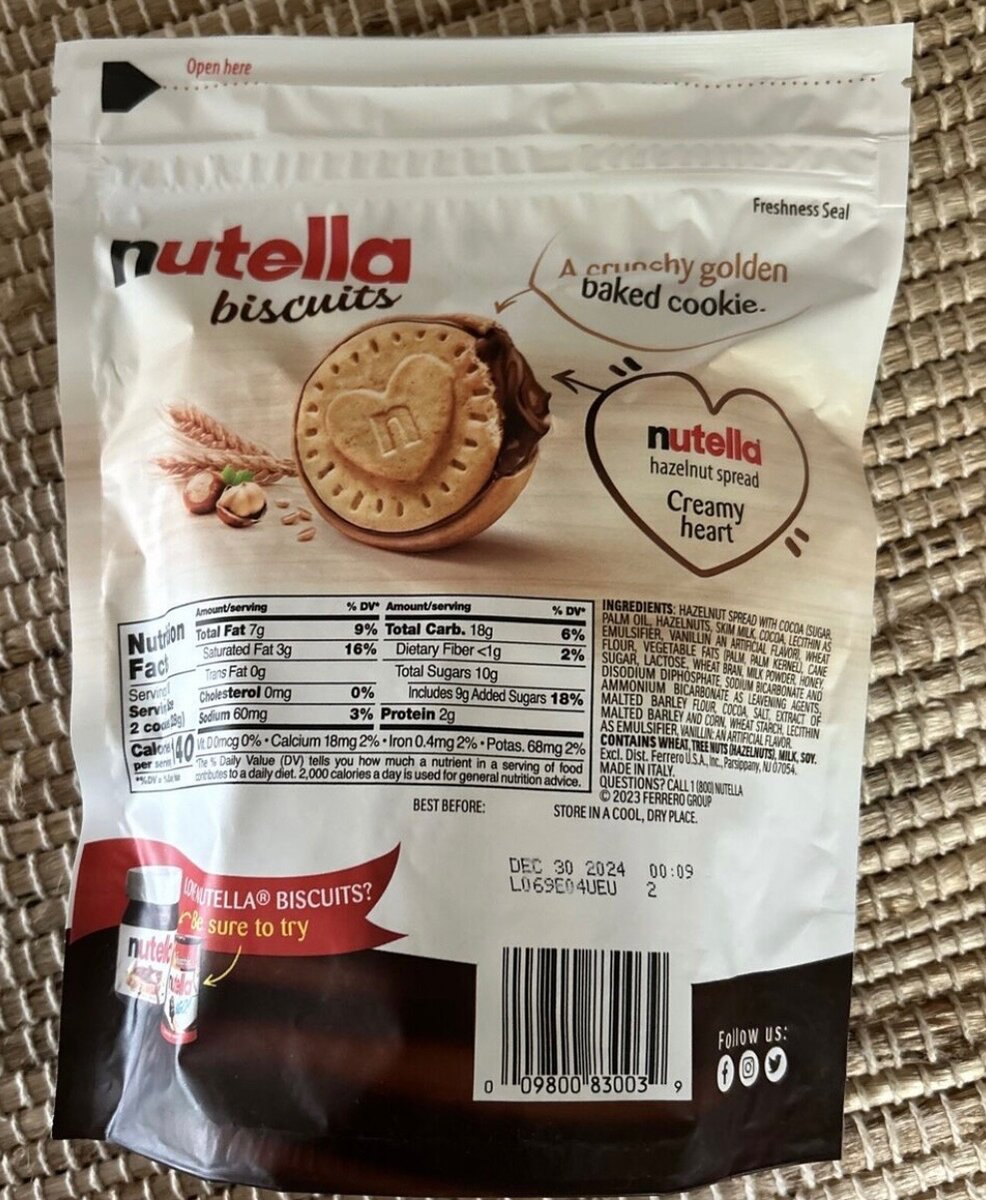 Open here
Freshness Seal
nutella
biscuits
A crunchy golden
baked cookie.
nutella
hazelnut spread
Creamy
heart
n
Nutrition
Facts
2 coo
Calor 140
per serv
Amount/serving % DV* Amount/serving % DV*
Total Fat 7g 9% Total Carb. 18g 6%
Saturated Fat 3g 16% Dietary Fiber <1g 2%
Trans Fat 0g Total Sugars 10g
Cholesterol 0mg 0% Includes 9g Added Sugars 18%
Sodium 60mg 3% Protein 2g
Vit. D 0mcg 0% • Calcium 18mg 2% • Iron 0.4mg 2% • Potas. 68mg 2%
*The % Daily Value (DV) tells you how much a nutrient in a serving of food
contributes to a daily diet. 2,000 calories a day is used for general nutrition advice.
INGREDIENTS: HAZELNUT SPREAD WITH COCOA (SUGAR,
PALM OIL, HAZELNUTS, SKIM MILK, COCOA, LECITHIN AS
EMULSIFIER, VANILLIN: AN ARTIFICIAL FLAVOR), WHEAT
FLOUR, VEGETABLE FATS (PALM, PALM KERNEL), CANE
SUGAR, LACTOSE, WHEAT BRAN, MILK POWDER, HONEY,
DISODIUM DIPHOSPHATE, SODIUM BICARBONATE AND
AMMONIUM BICARBONATE AS LEAVENING AGENTS,
MALTED BARLEY FLOUR, COCOA, SALT, EXTRACT OF
MALTED BARLEY AND CORN, WHEAT STARCH, LECITHIN
AS EMULSIFIER, VANILLIN: AN ARTIFICIAL FLAVOR.
CONTAINS WHEAT, TREE NUTS (HAZELNUTS), MILK, SOY.
Excl. Dist. Ferrero U.S.A., Inc., Parsippany, NJ 07054.
MADE IN ITALY.
QUESTIONS? CALL 1 (800) NUTELLA
© 2023 FERRERO GROUP
BEST BEFORE: STORE IN A COOL, DRY PLACE.
DEC 30 2024 00:09
L069E04UEU 2
NUTELLA® BISCUITS?
Be sure to try
nutella
nutella
0 09800 83003 9
Follow us: